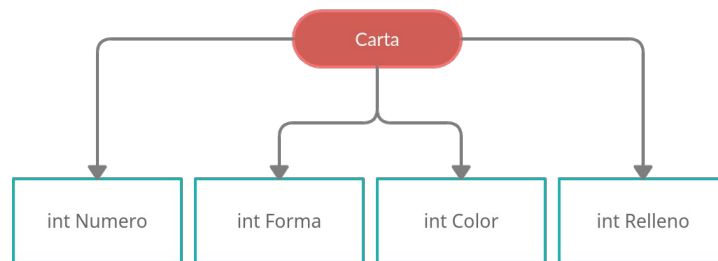 Carta
int Numero
int Forma
int Color
int Relleno